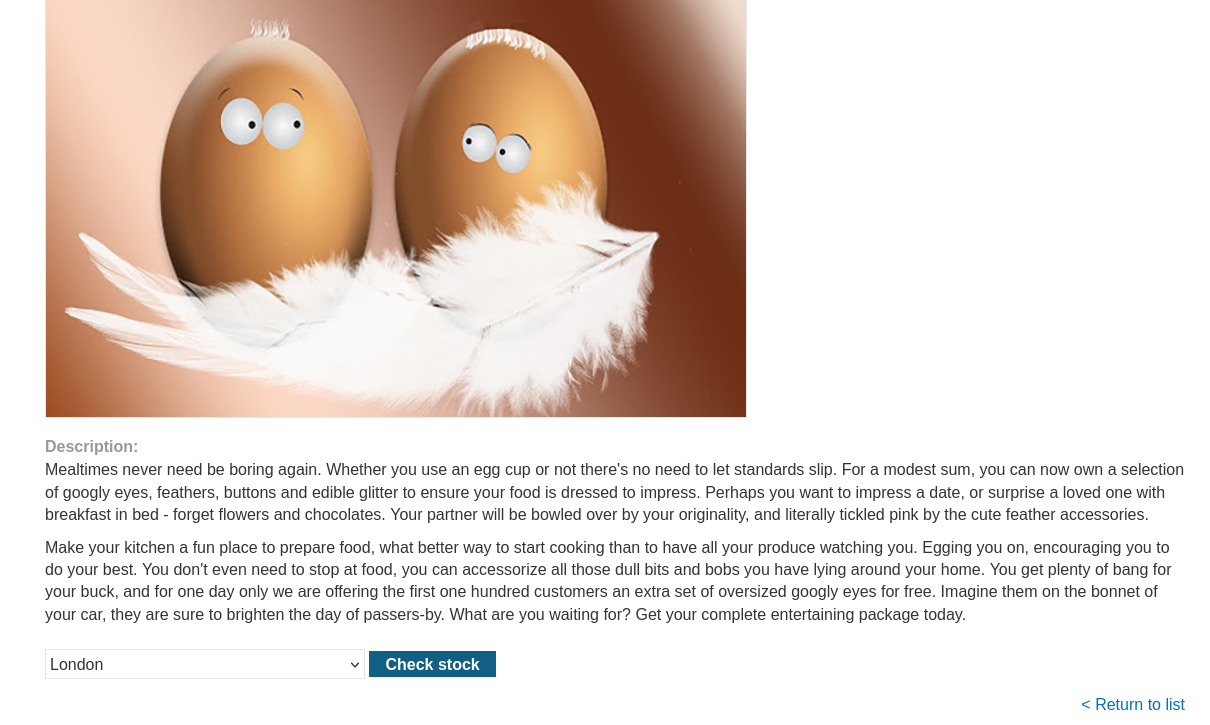 Description:
Mealtimes never need be boring again. Whether you use an egg cup or not there's no need to let standards slip. For a modest sum, you can now own a selection
of googly eyes, feathers, buttons and edible glitter to ensure your food is dressed to impress. Perhaps you want to impress a date, or surprise a loved one with
breakfast in bed - forget flowers and chocolates. Your partner will be bowled over by your originality, and literally tickled pink by the cute feather accessories.
Make your kitchen a fun place to prepare food, what better way to start cooking than to have all your produce watching you. Egging you on, encouraging you to
do your best. You don't even need to stop at food, you can accessorize all those dull bits and bobs you have lying around your home. You get plenty of bang for
your buck, and for one day only we are offering the first one hundred customers an extra set of oversized googly eyes for free. Imagine them on the bonnet of
your car, they are sure to brighten the day of passers-by. What are you waiting for? Get your complete entertaining package today.
London Check stock
< Return to list